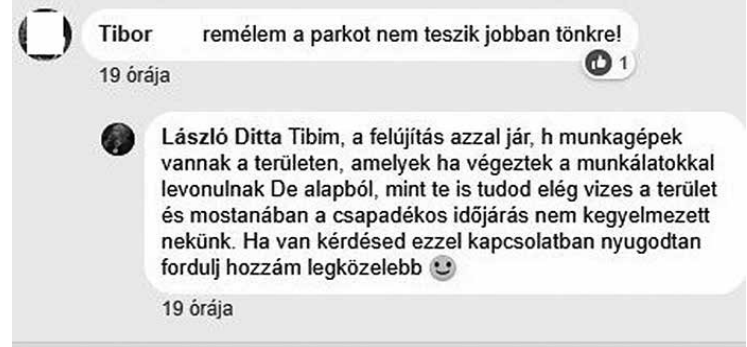 Tibor remélem a parkot nem teszik jobban tönkre!
1
19 órája
László Ditta Tibim, a felújítás azzal jár, h munkagépek
vannak a területen, amelyek ha végeztek a munkálatokkal
levonulnak De alapból, mint te is tudod elég vizes a terület
és mostanában a csapadékos időjárás nem kegyelmezett
nekünk. Ha van kérdésed ezzel kapcsolatban nyugodtan
fordulj hozzám legközelebb 🙂
19 órája